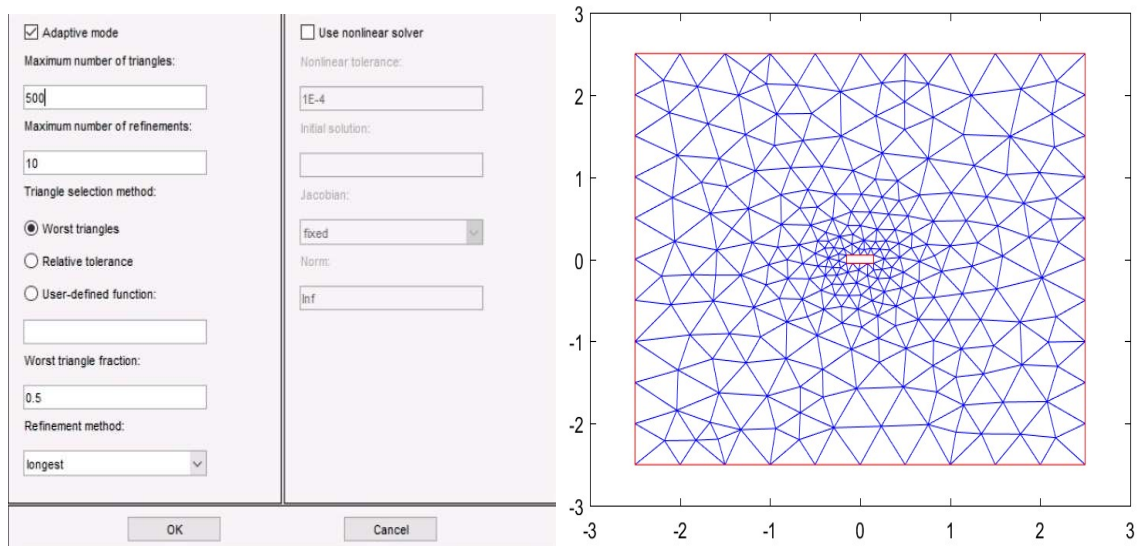 Adaptive mode
Maximum number of triangles:
500
Maximum number of refinements:
10
Triangle selection method:
Worst triangles
Relative tolerance
User-defined function:
Worst triangle fraction:
0.5
Refinement method:
longest
Use nonlinear solver
Nonlinear tolerance:
1E-4
Initial solution:
Jacobian:
fixed
Norm:
Inf
OK
Cancel
3
2
1
0
-1
-2
-3
-3
-2
-1
0
1
2
3